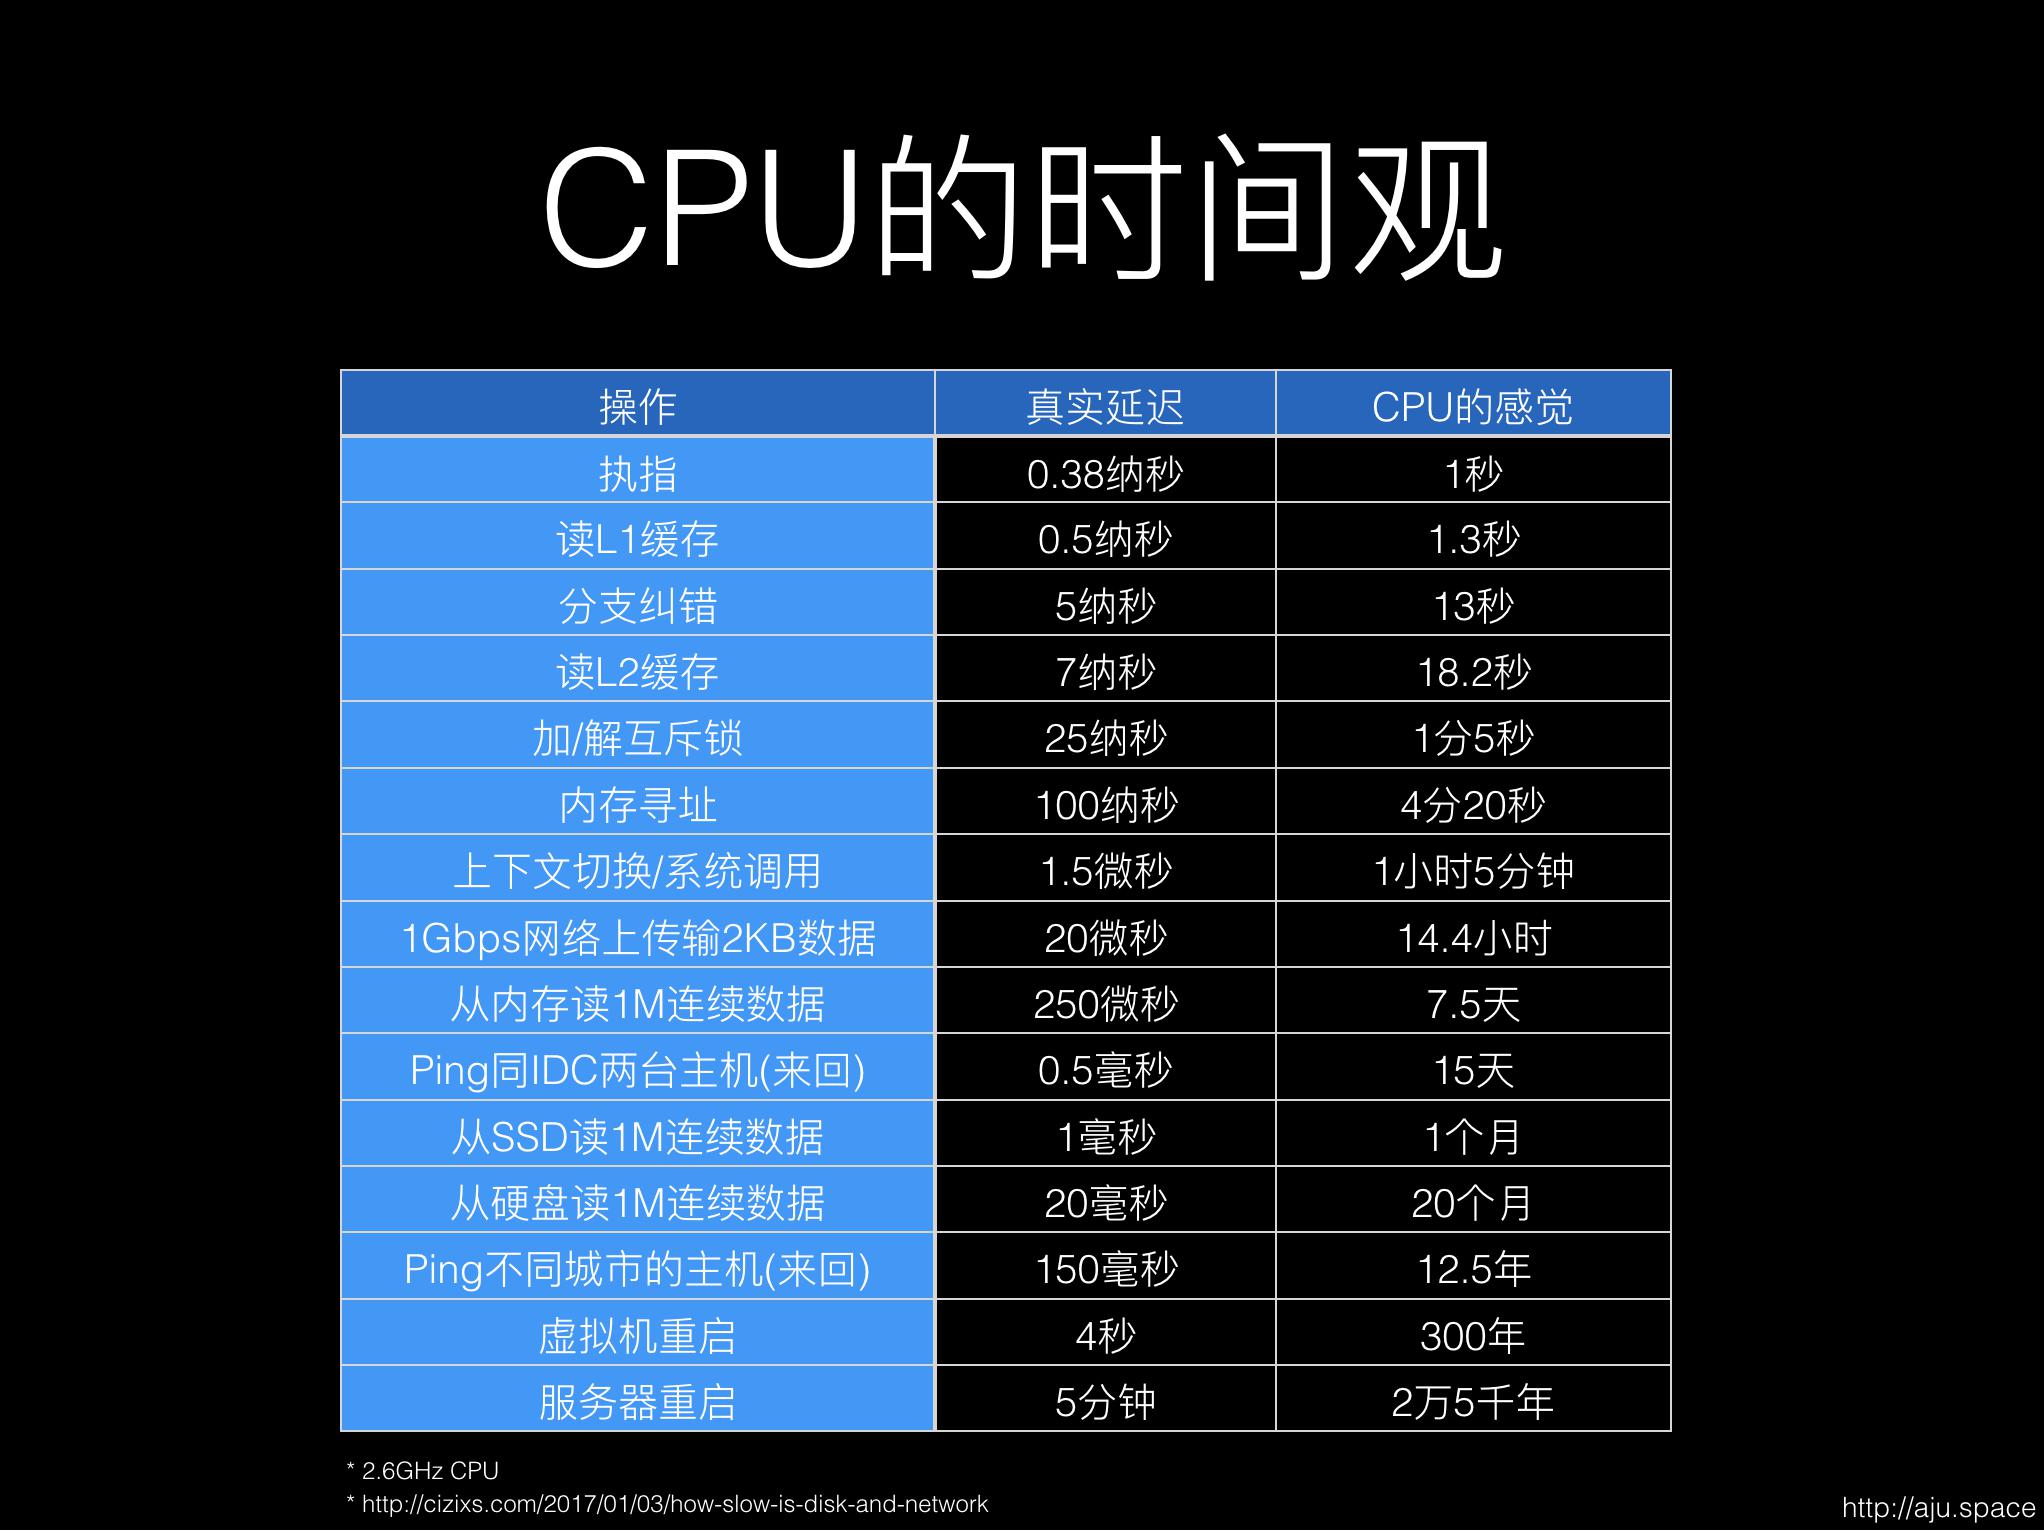 CPU的时间观
操作 真实延迟 CPU的感觉
执指 0.38纳秒 1秒
读L1缓存 0.5纳秒 1.3秒
分支纠错 5纳秒 13秒
读L2缓存 7纳秒 18.2秒
加/解互斥锁 25纳秒 1分5秒
内存寻址 100纳秒 4分20秒
上下文切换/系统调用 1.5微秒 1小时5分钟
1Gbps网络上传输2KB数据 20微秒 14.4小时
从内存读1M连续数据 250微秒 7.5天
Ping同IDC两台主机(来回) 0.5毫秒 15天
从SSD读1M连续数据 1毫秒 1个月
从硬盘读1M连续数据 20毫秒 20个月
Ping不同城市的主机(来回) 150毫秒 12.5年
虚拟机重启 4秒 300年
服务器重启 5分钟 2万5千年
* 2.6GHz CPU
* http://cizixs.com/2017/01/03/how-slow-is-disk-and-network
http://aju.space